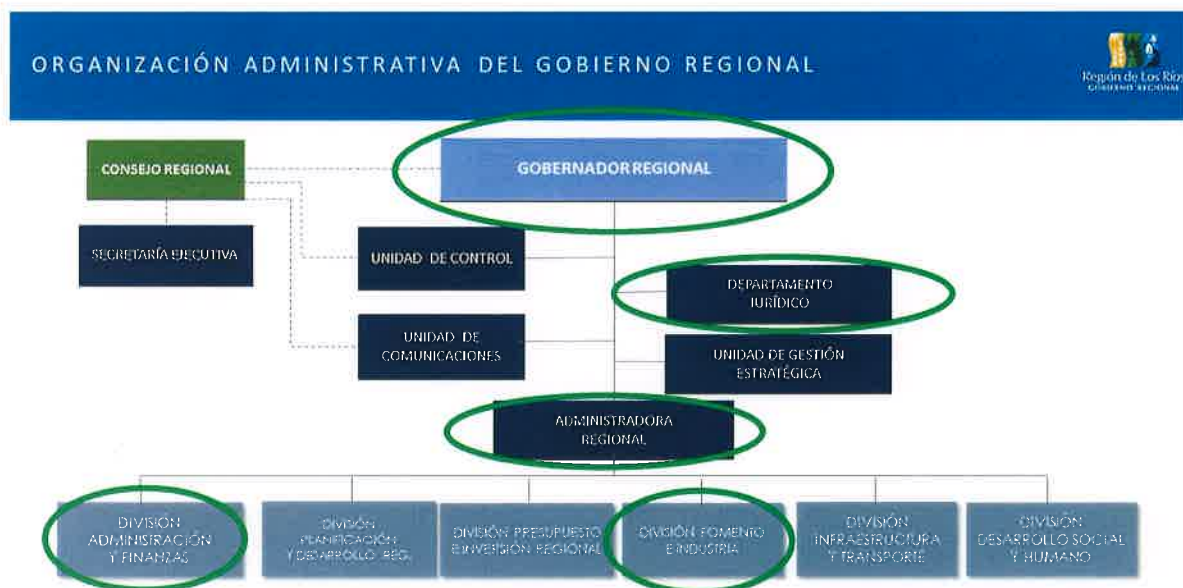 ORGANIZACIÓN ADMINISTRATIVA DEL GOBIERNO REGIONAL
Región de Los Ríos
GOBIERNO REGIONAL
CONSEJO REGIONAL
GOBERNADOR REGIONAL
SECRETARÍA EJECUTIVA
UNIDAD DE CONTROL
DEPARTAMENTO
JURÍDICO
UNIDAD DE
COMUNICACIONES
UNIDAD DE GESTIÓN
ESTRATÉGICA
ADMINISTRADORA
REGIONAL
DIVISIÓN
ADMINISTRACIÓN
Y FINANZAS
DIVISIÓN
PLANIFICACIÓN
Y DESARROLLO REG.
DIVISIÓN PRESUPUESTO
E INVERSIÓN REGIONAL
DIVISIÓN FOMENTO
E INDUSTRIA
DIVISIÓN
INFRAESTRUCTURA
Y TRANSPORTE
DIVISIÓN
DESARROLLO SOCIAL
Y HUMANO